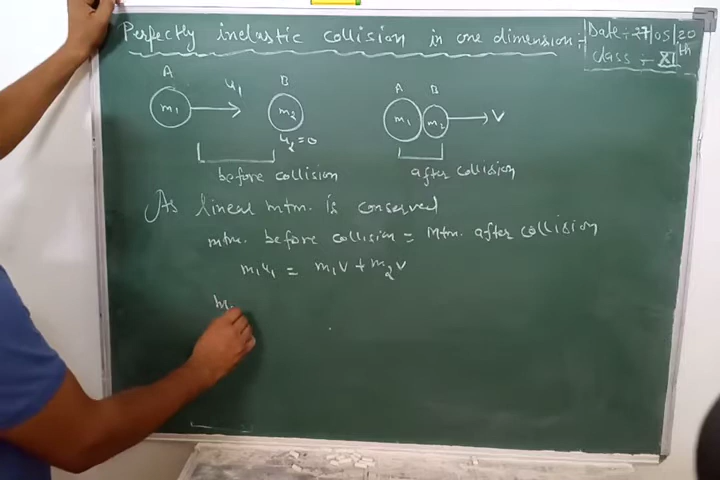 Perfectly inelastic collision in one dimension :-
Date :- 27/05/20
class :- XIth
A
u1
B
A B
m1
m2
m1 m2
V
u2=0
before collision
after collision
As linear mtm. is conserved
mtm. before collision = Mtm. after collision
m1u1 = m1V + m2V
m